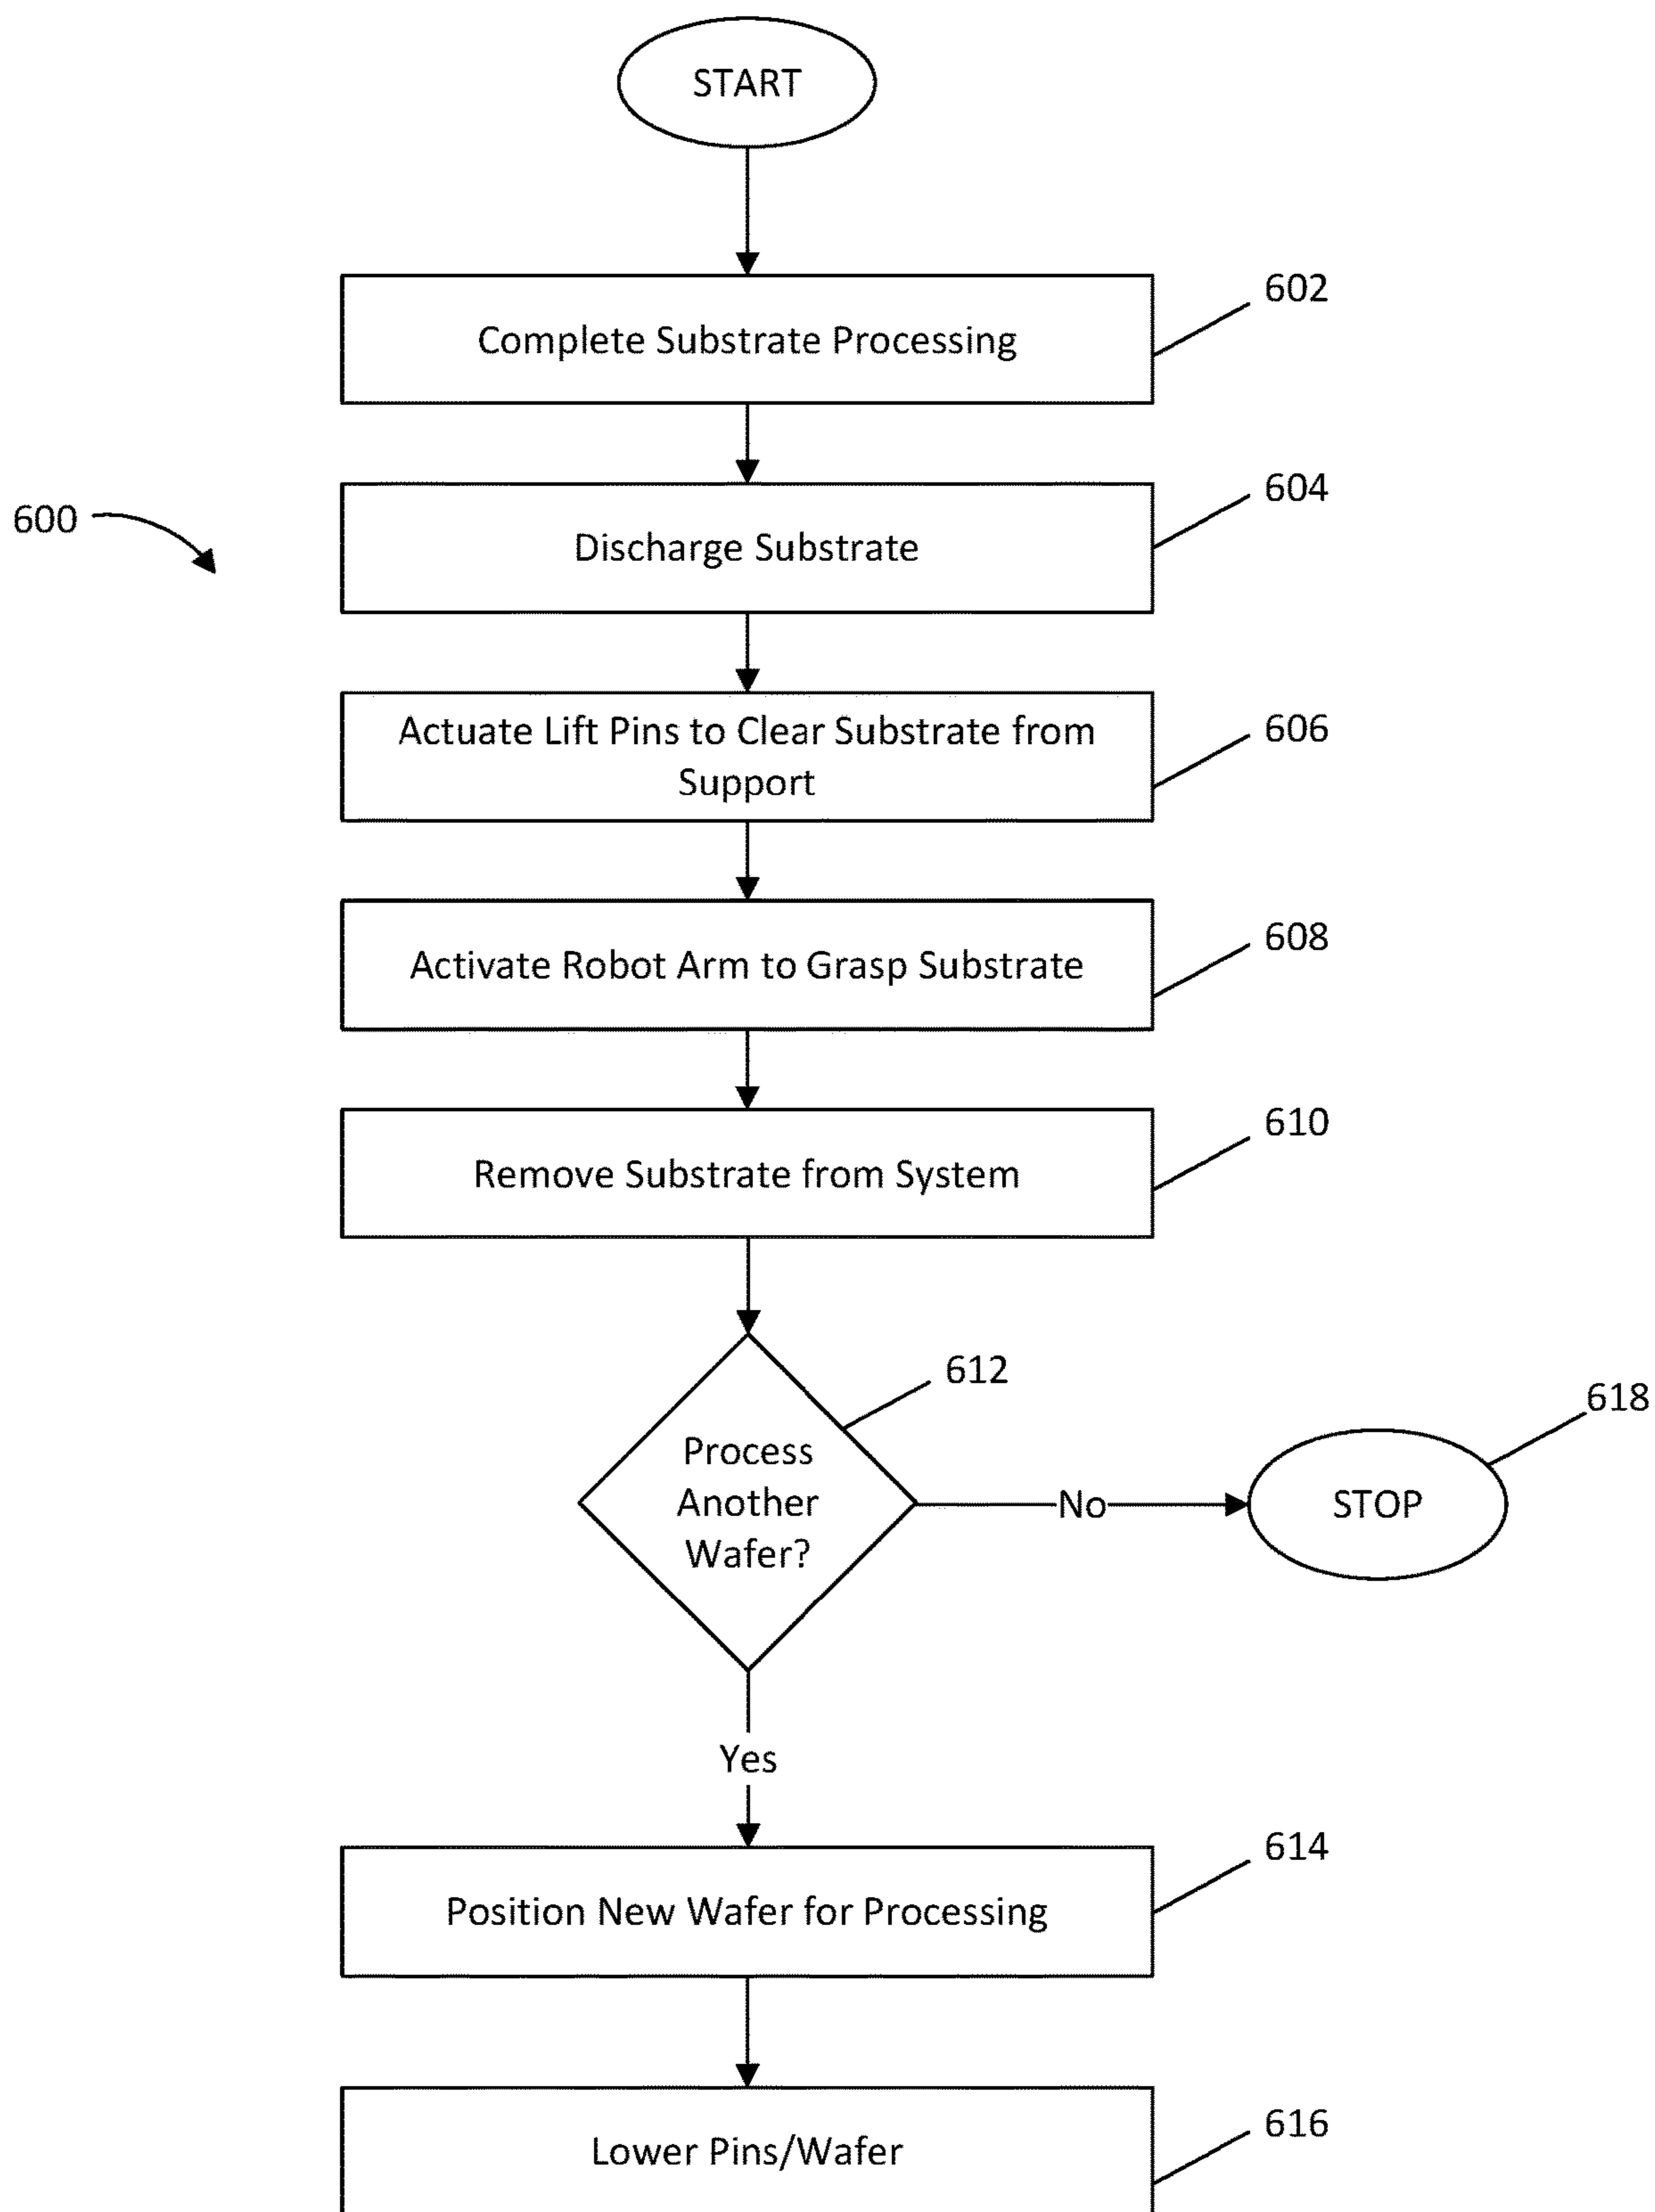 START
602
Complete Substrate Processing
604
600
Discharge Substrate
606
Actuate Lift Pins to Clear Substrate from
Support
608
Activate Robot Arm to Grasp Substrate
610
Remove Substrate from System
612
618
Process
Another
Wafer?
No
STOP
Yes
614
Position New Wafer for Processing
616
Lower Pins/Wafer